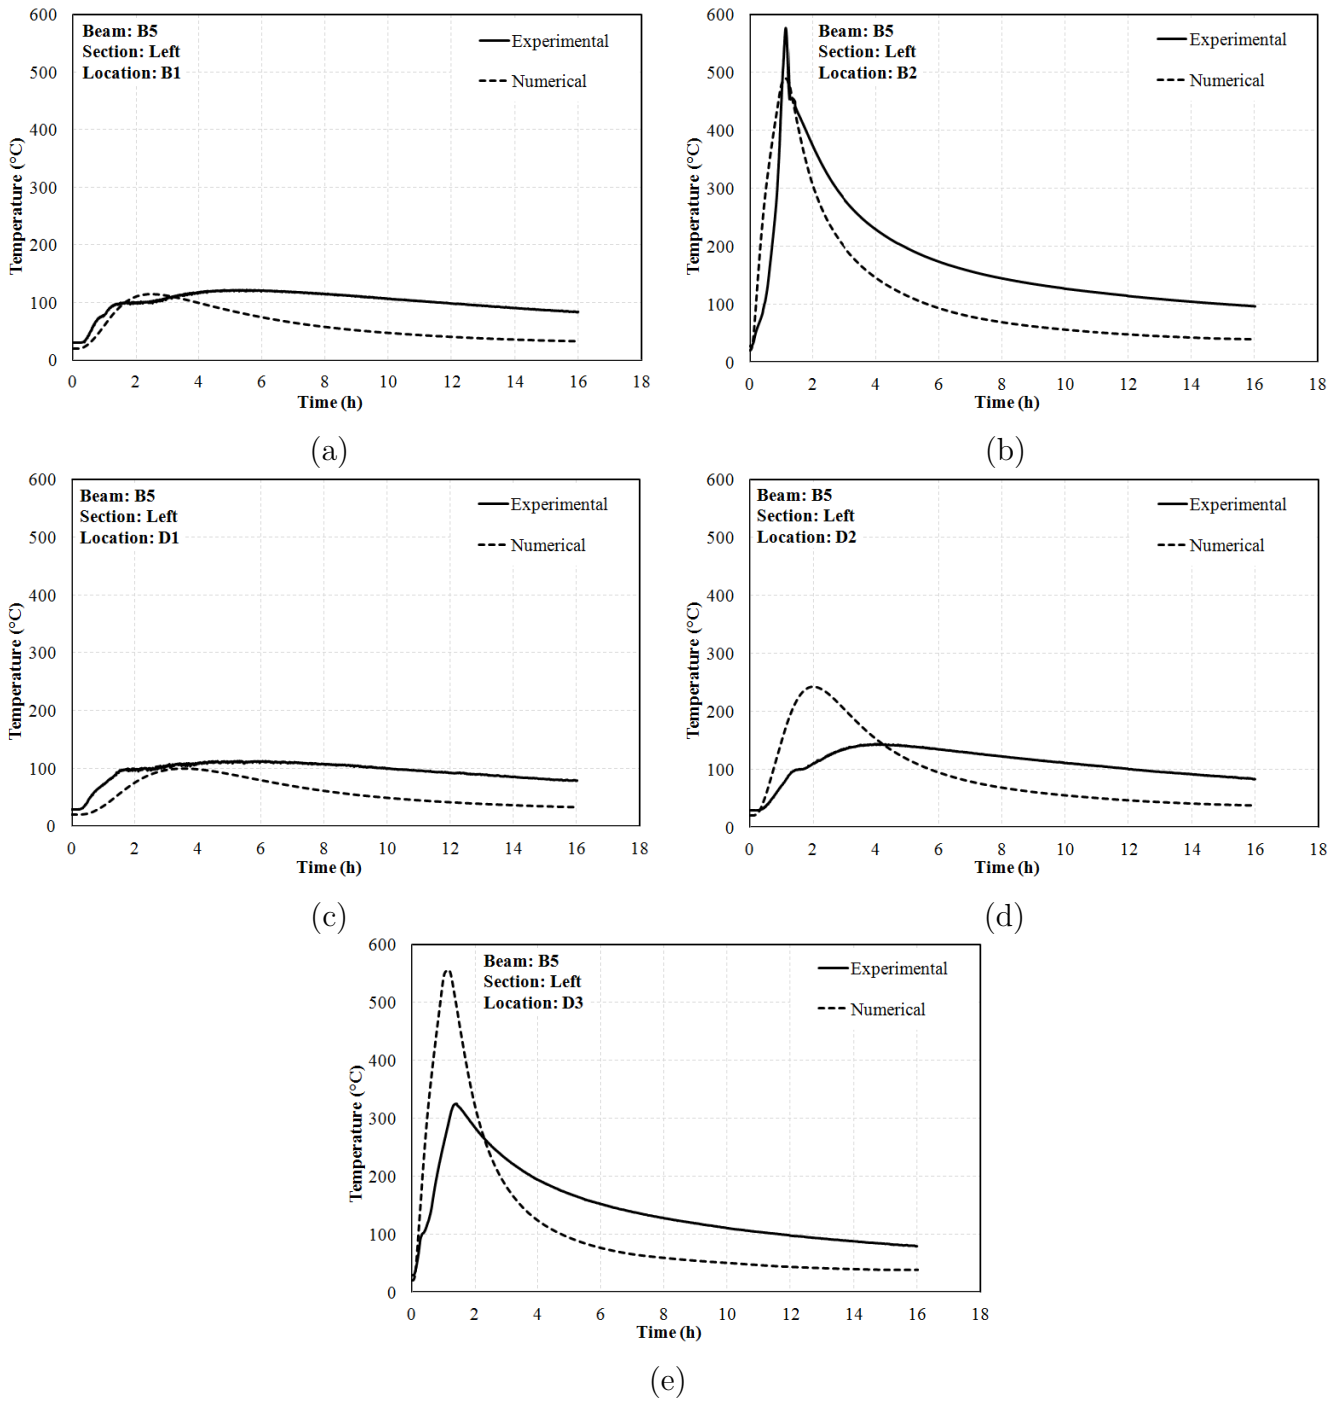 Beam: B5
Section: Left
Location: B1
Experimental
Numerical
Temperature (°C)
600
500
400
300
200
100
0
0 2 4 6 8 10 12 14 16 18
Time (h)
(a)
Beam: B5
Section: Left
Location: B2
Experimental
Numerical
Temperature (°C)
600
500
400
300
200
100
0
0 2 4 6 8 10 12 14 16 18
Time (h)
(b)
Beam: B5
Section: Left
Location: D1
Experimental
Numerical
Temperature (°C)
600
500
400
300
200
100
0
0 2 4 6 8 10 12 14 16 18
Time (h)
(c)
Beam: B5
Section: Left
Location: D2
Experimental
Numerical
Temperature (°C)
600
500
400
300
200
100
0
0 2 4 6 8 10 12 14 16 18
Time (h)
(d)
Beam: B5
Section: Left
Location: D3
Experimental
Numerical
Temperature (°C)
600
500
400
300
200
100
0
0 2 4 6 8 10 12 14 16 18
Time (h)
(e)